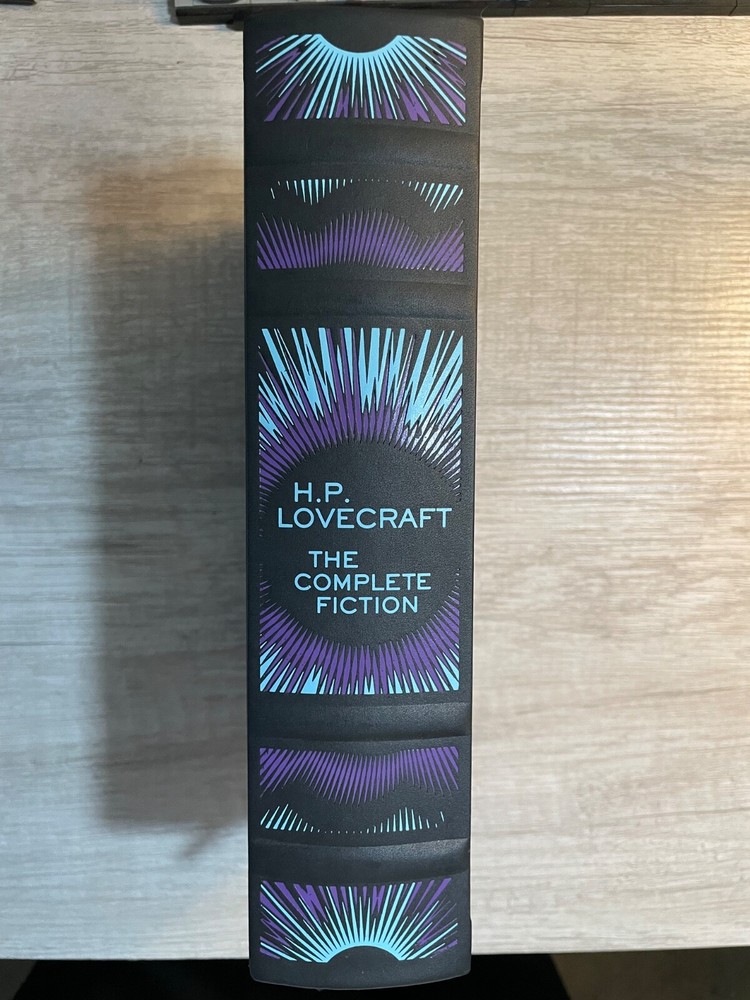 H.P.
LOVECRAFT
THE
COMPLETE
FICTION